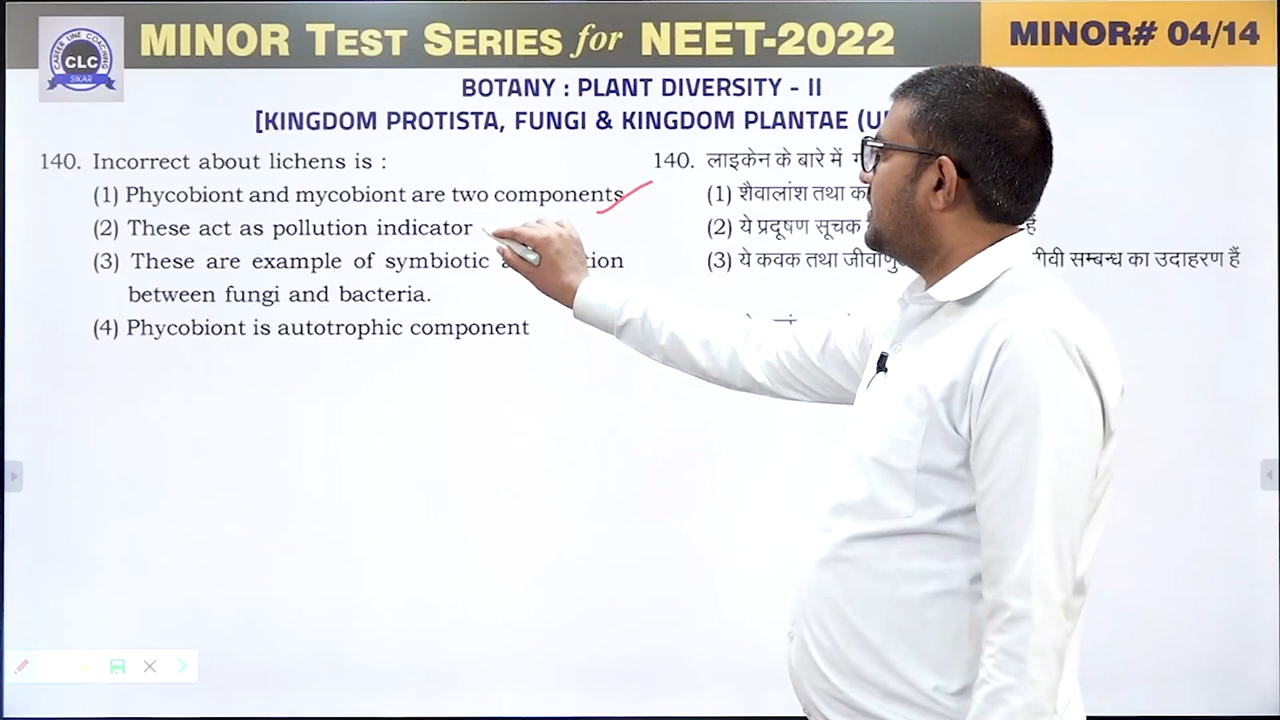 CAREER LINE COACHING
CLC
SIKAR
MINOR TEST SERIES for NEET-2022
MINOR# 04/14
BOTANY : PLANT DIVERSITY - II
[KINGDOM PROTISTA, FUNGI & KINGDOM PLANTAE
140. Incorrect about lichens is :
(1) Phycobiont and mycobiont are two components
(2) These act as pollution indicator
(3) These are example of symbiotic
between fungi and bacteria.
(4) Phycobiont is autotrophic component
140. लाइकेन के बारे में
(1) शैवालांश तथा
(2) ये प्रदूषण सूचक हैं
(3) ये कवक तथा सम्बन्ध का उदाहरण हैं